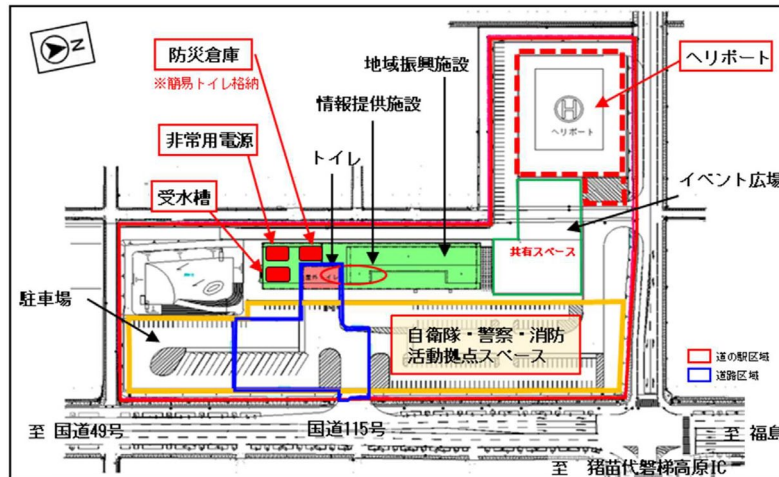 N
防災倉庫
※簡易トイレ格納
地域振興施設
ヘリポート
情報提供施設
H
ヘリポート
非常用電源
トイレ
イベント広場
受水槽
共有スペース
トイレ
駐車場
自衛隊・警察・消防
活動拠点スペース
道の駅区域
道路区域
至 国道49号
国道115号
至 福島
至 猪苗代磐梯高原IC